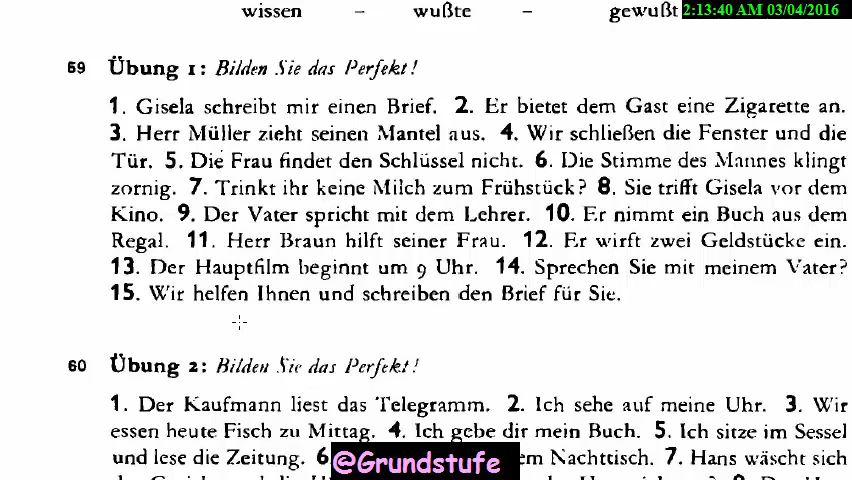 wissen – wußte – gewußt 2:13:40 AM 03/04/2016
59 Übung 1: Bilden Sie das Perfekt!
1. Gisela schreibt mir einen Brief. 2. Er bietet dem Gast eine Zigarette an.
3. Herr Müller zieht seinen Mantel aus. 4. Wir schließen die Fenster und die
Tür. 5. Die Frau findet den Schlüssel nicht. 6. Die Stimme des Mannes klingt
zornig. 7. Trinkt ihr keine Milch zum Frühstück? 8. Sie trifft Gisela vor dem
Kino. 9. Der Vater spricht mit dem Lehrer. 10. Er nimmt ein Buch aus dem
Regal. 11. Herr Braun hilft seiner Frau. 12. Er wirft zwei Geldstücke ein.
13. Der Hauptfilm beginnt um 9 Uhr. 14. Sprechen Sie mit meinem Vater?
15. Wir helfen Ihnen und schreiben den Brief für Sie.
60 Übung 2: Bilden Sie das Perfekt!
1. Der Kaufmann liest das Telegramm. 2. Ich sehe auf meine Uhr. 3. Wir
essen heute Fisch zu Mittag. 4. Ich gebe dir mein Buch. 5. Ich sitze im Sessel
und lese die Zeitung. 6 @Grundstufe em Nachttisch. 7. Hans wäscht sich